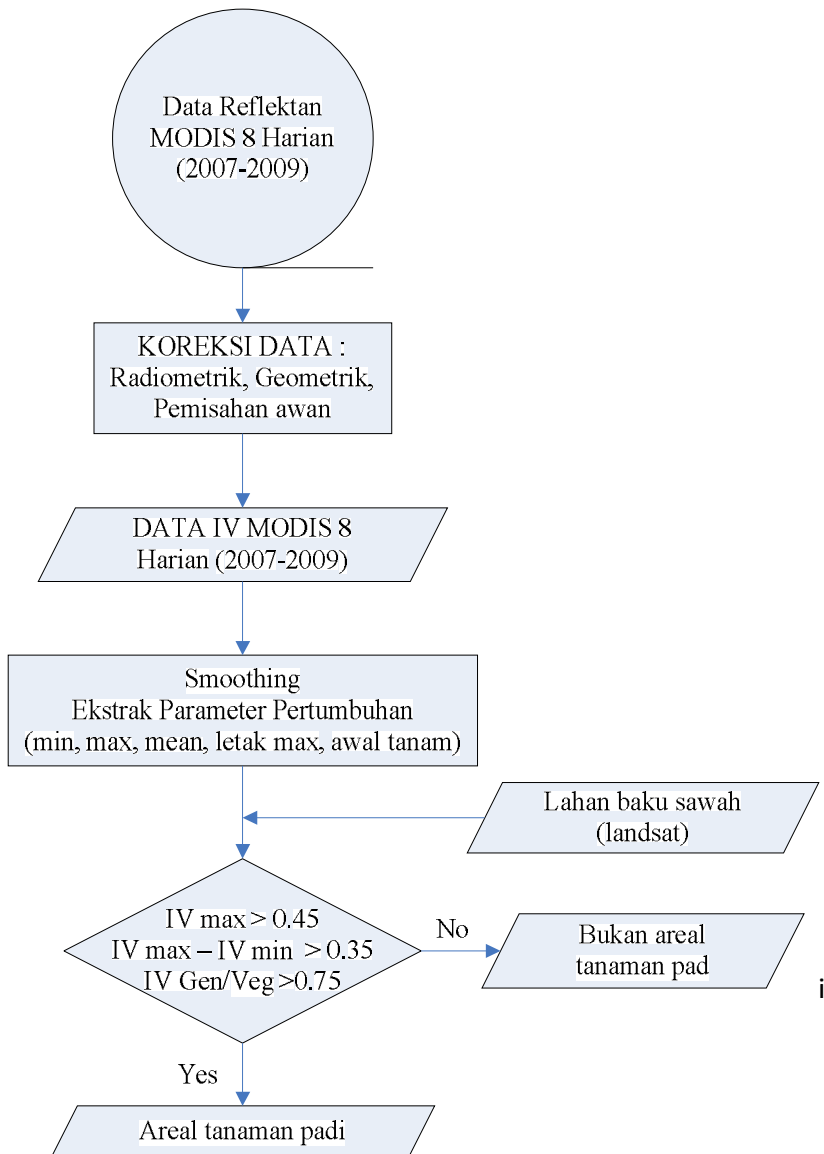 Data Reflektan
MODIS 8 Harian
(2007-2009)
KOREKSI DATA :
Radiometrik, Geometrik,
Pemisahan awan
DATA IV MODIS 8
Harian (2007-2009)
Smoothing
Ekstrak Parameter Pertumbuhan
(min, max, mean, letak max, awal tanam)
Lahan baku sawah
(landsat)
IV max > 0.45
IV max – IV min > 0.35
IV Gen/Veg >0.75
No
Bukan areal
tanaman pad
i
Yes
Areal tanaman padi